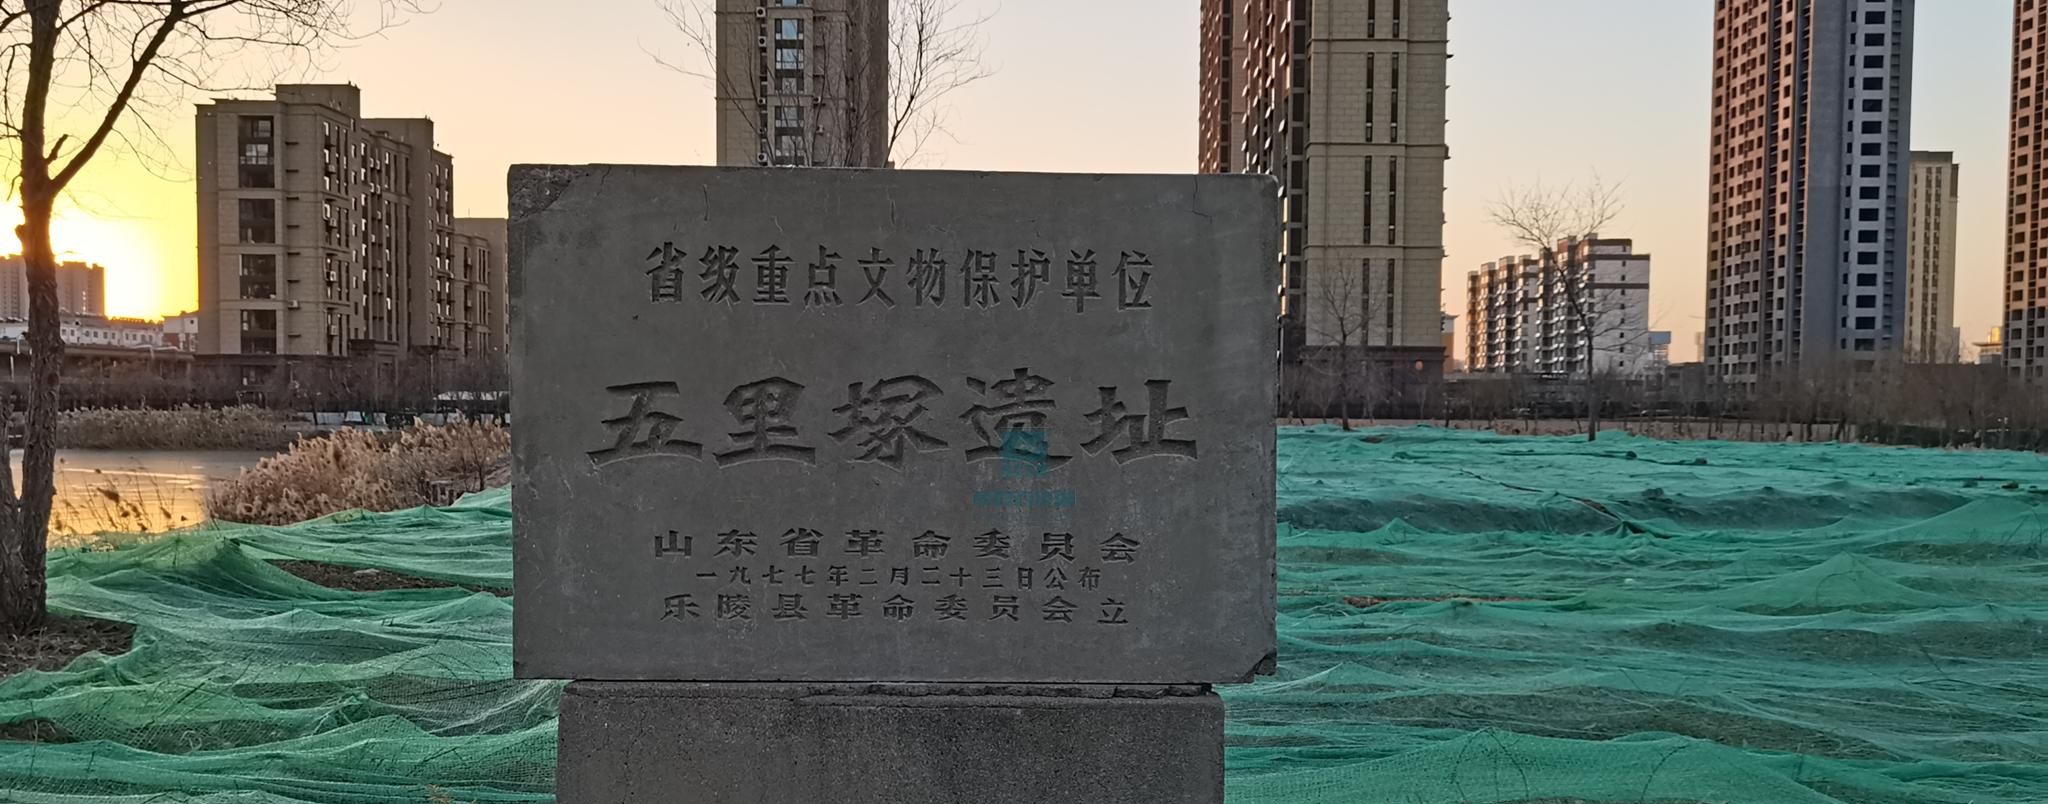 省级重点文物保护单位
五里塚遗址
山东省革命委员会
一九七七年二月二十三日公布
乐陵县革命委员会立